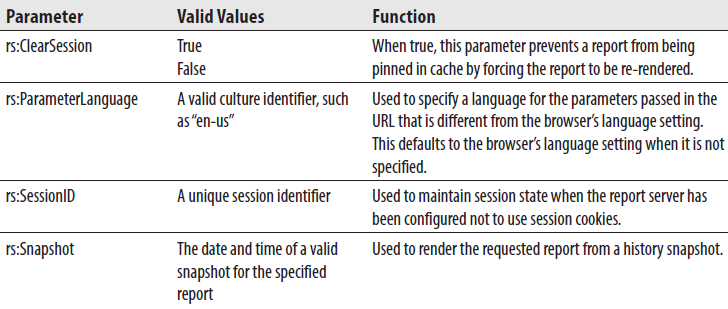 Parameter Valid Values Function
rs:ClearSession True When true, this parameter prevents a report from being
False pinned in cache by forcing the report to be re-rendered.
rs:ParameterLanguage A valid culture identifier, such Used to specify a language for the parameters passed in the
as “en-us” URL that is different from the browser’s language setting.
This defaults to the browser’s language setting when it is not
specified.
rs:SessionID A unique session identifier Used to maintain session state when the report server has
been configured not to use session cookies.
rs:Snapshot The date and time of a valid Used to render the requested report from a history snapshot.
snapshot for the specified
report